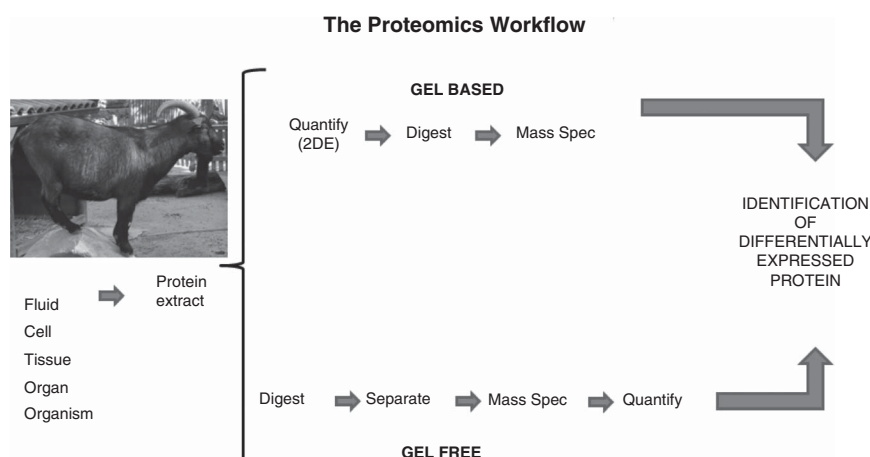 The Proteomics Workflow
GEL BASED
Quantify
(2DE)
Digest
Mass Spec
IDENTIFICATION
OF
DIFFERENTIALLY
EXPRESSED
PROTEIN
Protein
extract
Fluid
Cell
Tissue
Organ
Organism
Digest
Separate
Mass Spec
Quantify
GEL FREE